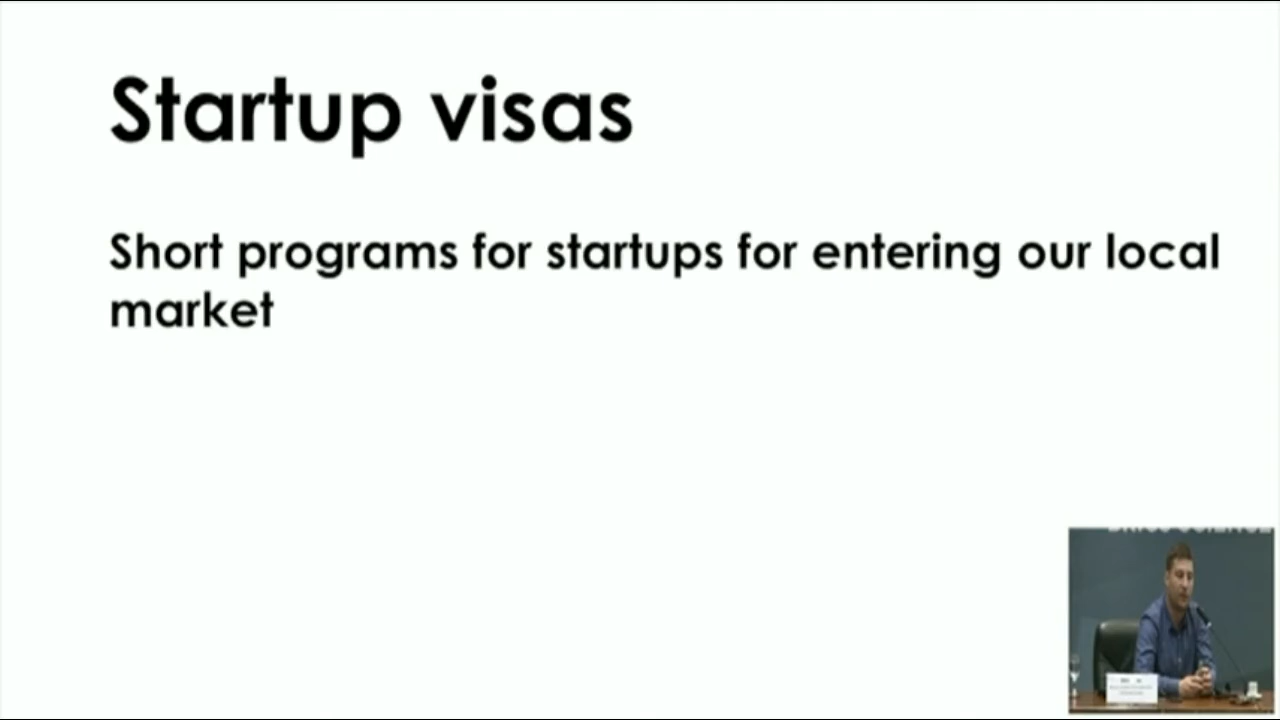 Startup visas
Short programs for startups for entering our local
market